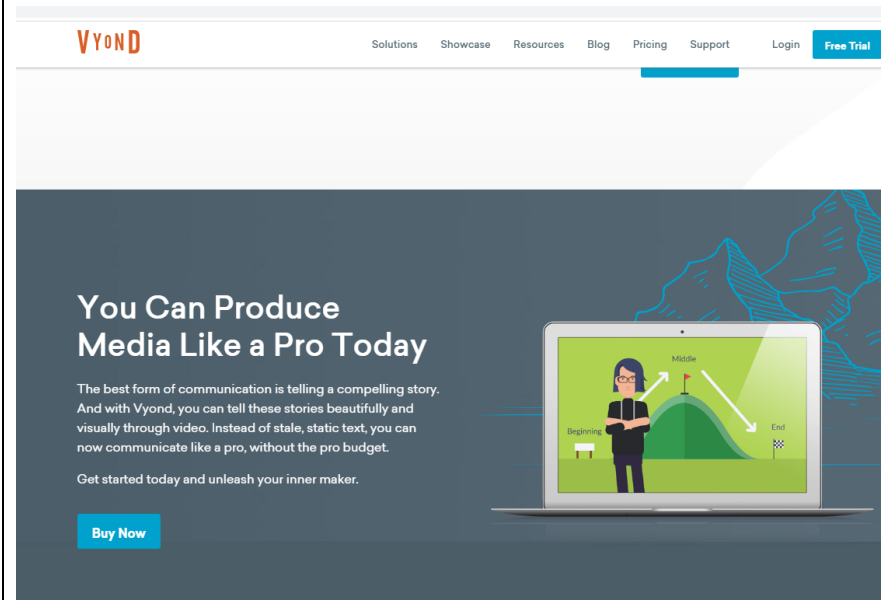 VYOND
Solutions Showcase Resources Blog Pricing Support Login Free Trial
You Can Produce
Media Like a Pro Today
The best form of communication is telling a compelling story.
And with Vyond, you can tell these stories beautifully and
visually through video. Instead of stale, static text, you can
now communicate like a pro, without the pro budget.
Get started today and unleash your inner maker.
Buy Now
Middle
Beginning
End